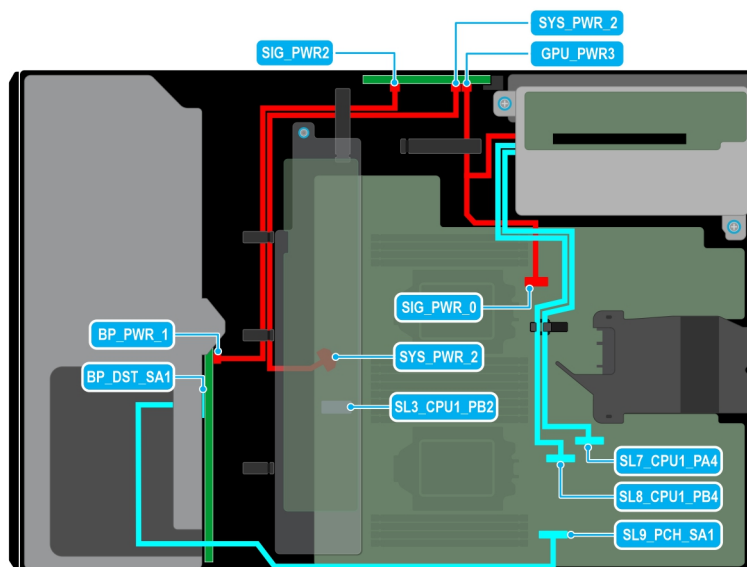 SYS_PWR_2
SIG_PWR2
GPU_PWR3
SIG_PWR_0
BP_PWR_1
SYS_PWR_2
BP_DST_SA1
SL3_CPU1_PB2
SL7_CPU1_PA4
SL8_CPU1_PB4
SL9_PCH_SA1